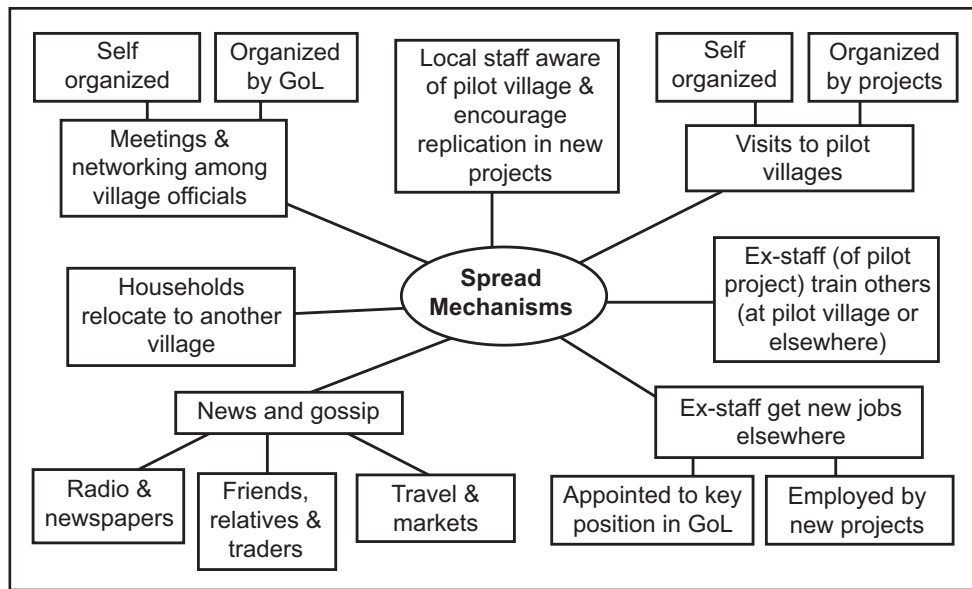 Self
organized
Organized
by GoL
Meetings &
networking among
village officials
Local staff aware
of pilot village &
encourage
replication in new
projects
Self
organized
Organized
by projects
Visits to pilot
villages
Spread
Mechanisms
Households
relocate to another
village
Ex-staff (of pilot
project) train others
(at pilot village or
elsewhere)
News and gossip
Radio &
newspapers
Friends,
relatives &
traders
Travel &
markets
Ex-staff get new jobs
elsewhere
Appointed to key
position in GoL
Employed by
new projects